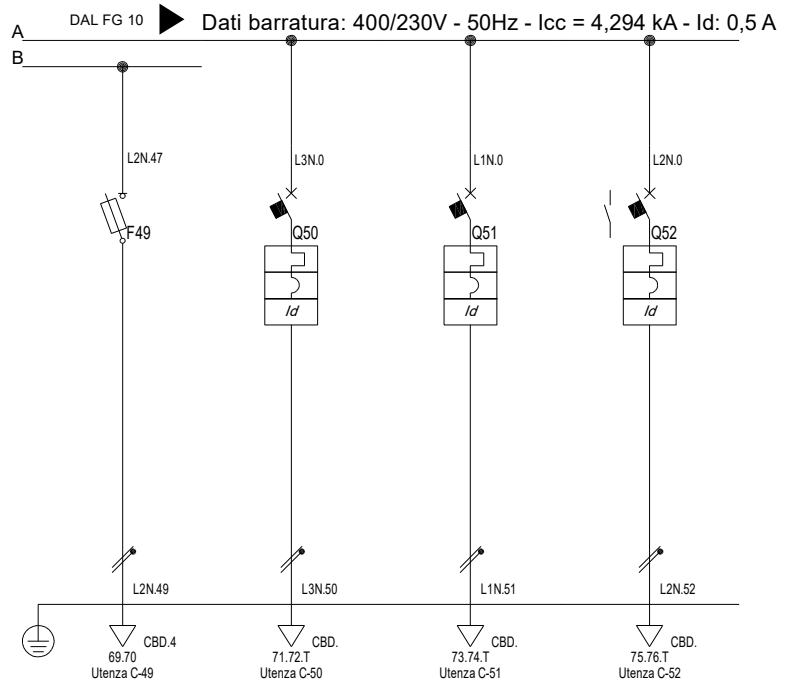 DAL FG 10 Dati barratura: 400/230V - 50Hz - Icc = 4,294 kA - Id: 0,5 A
A
B
L2N.47 L3N.0 L1N.0 L2N.0
F49 Q50 Q51 Q52
Id Id Id
L2N.49 L3N.50 L1N.51 L2N.52
CBD.4 CBD. CBD. CBD.
69.70 71.72.T 73.74.T 75.76.T
Utenza C-49 Utenza C-50 Utenza C-51 Utenza C-52